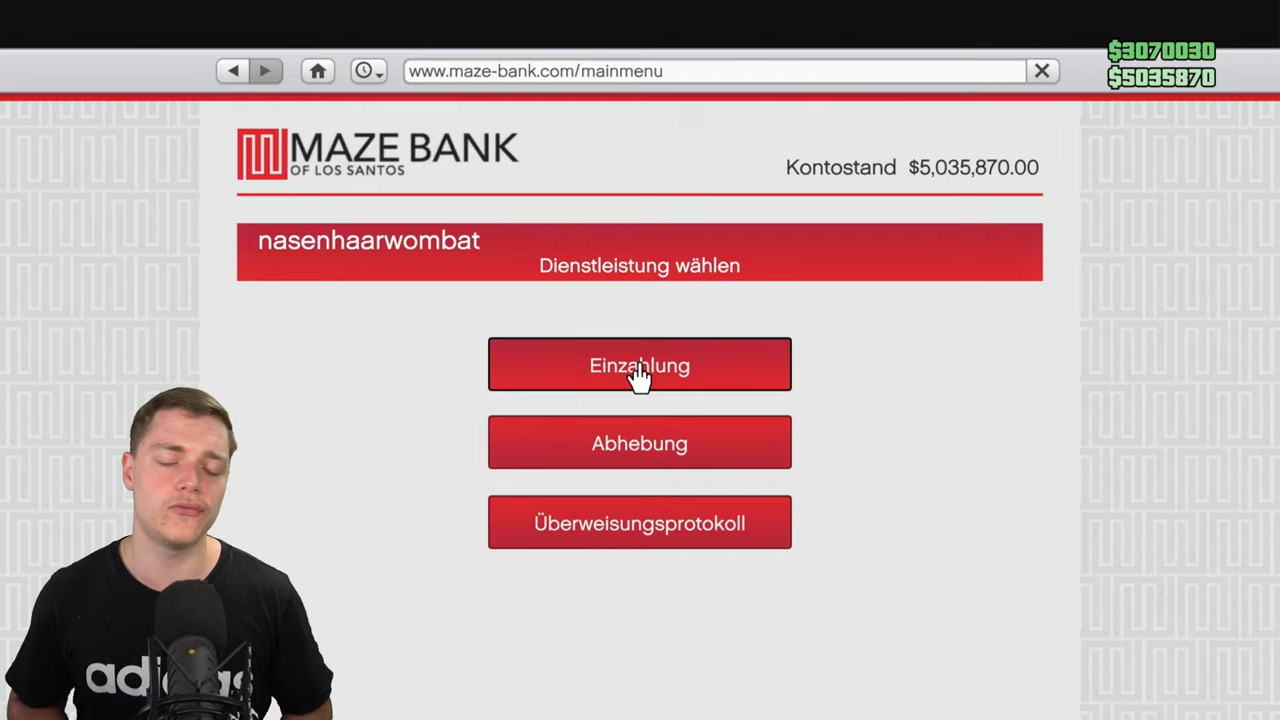 $3070030
www.maze-bank.com/mainmenu
$5035870
MAZE BANK
OF LOS SANTOS
Kontostand $5,035,870.00
nasenhaarwombat
Dienstleistung wählen
Einzahlung
Abhebung
Überweisungsprotokoll
adidas